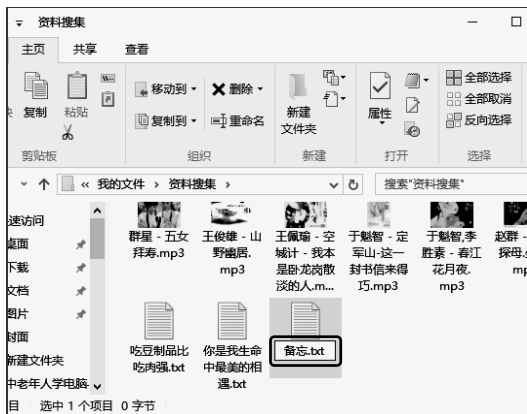 资料搜集
主页 共享 查看
复制 粘贴 移动到 删除 复制到 重命名 新建文件夹 属性 全部选择 全部取消 反向选择
剪贴板 组织 新建 打开 选择
« 我的文件 › 资料搜集 › 搜索"资料搜集"
速访问
桌面
下载
文档
图片
封面
新建文件夹
中老年人学电脑
群星 - 五女拜寿.mp3
王俊雄 - 山野幽居.mp3
王佩瑜 - 空城计 - 我本是卧龙岗散淡的人.m...
于魁智 - 定军山-这一封书信来得巧.mp3
于魁智,李胜素 - 春江花月夜.mp3
赵群 - 探母.mp
吃豆制品比吃肉强.txt
你是我生命中最美的相遇.txt
备忘.txt
目 选中 1 个项目 0 字节